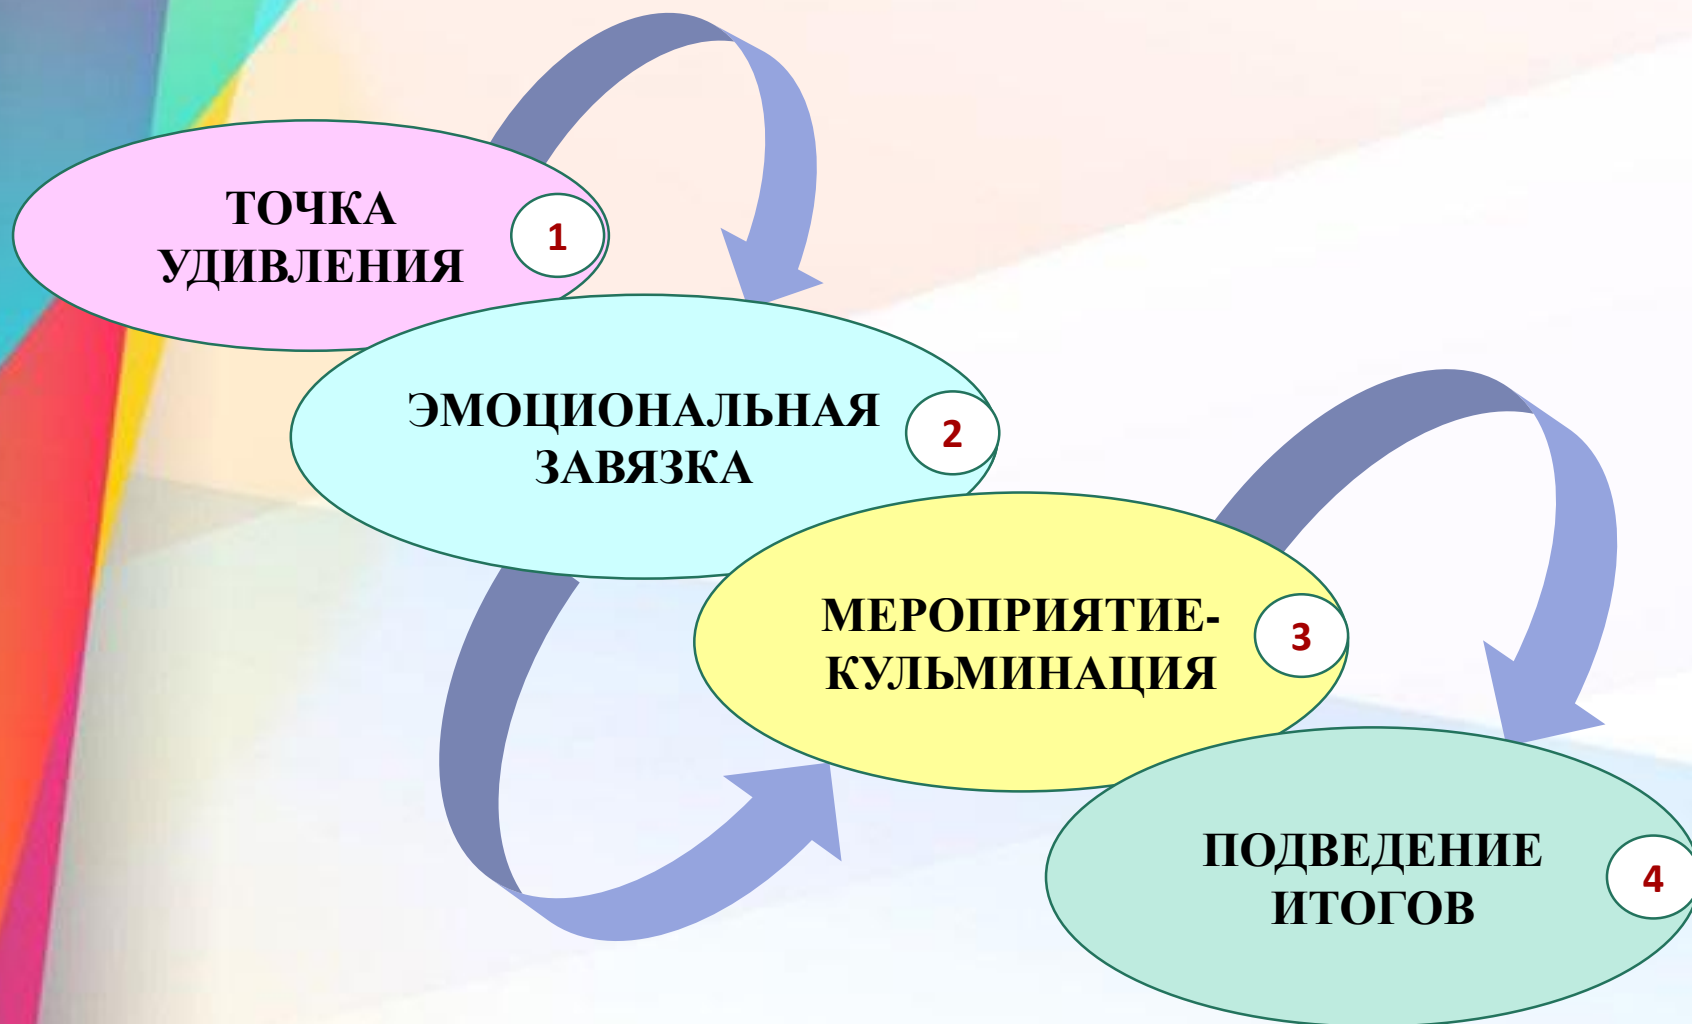 ТОЧКА
УДИВЛЕНИЯ
1
ЭМОЦИОНАЛЬНАЯ
ЗАВЯЗКА
2
МЕРОПРИЯТИЕ-
КУЛЬМИНАЦИЯ
3
ПОДВЕДЕНИЕ
ИТОГОВ
4